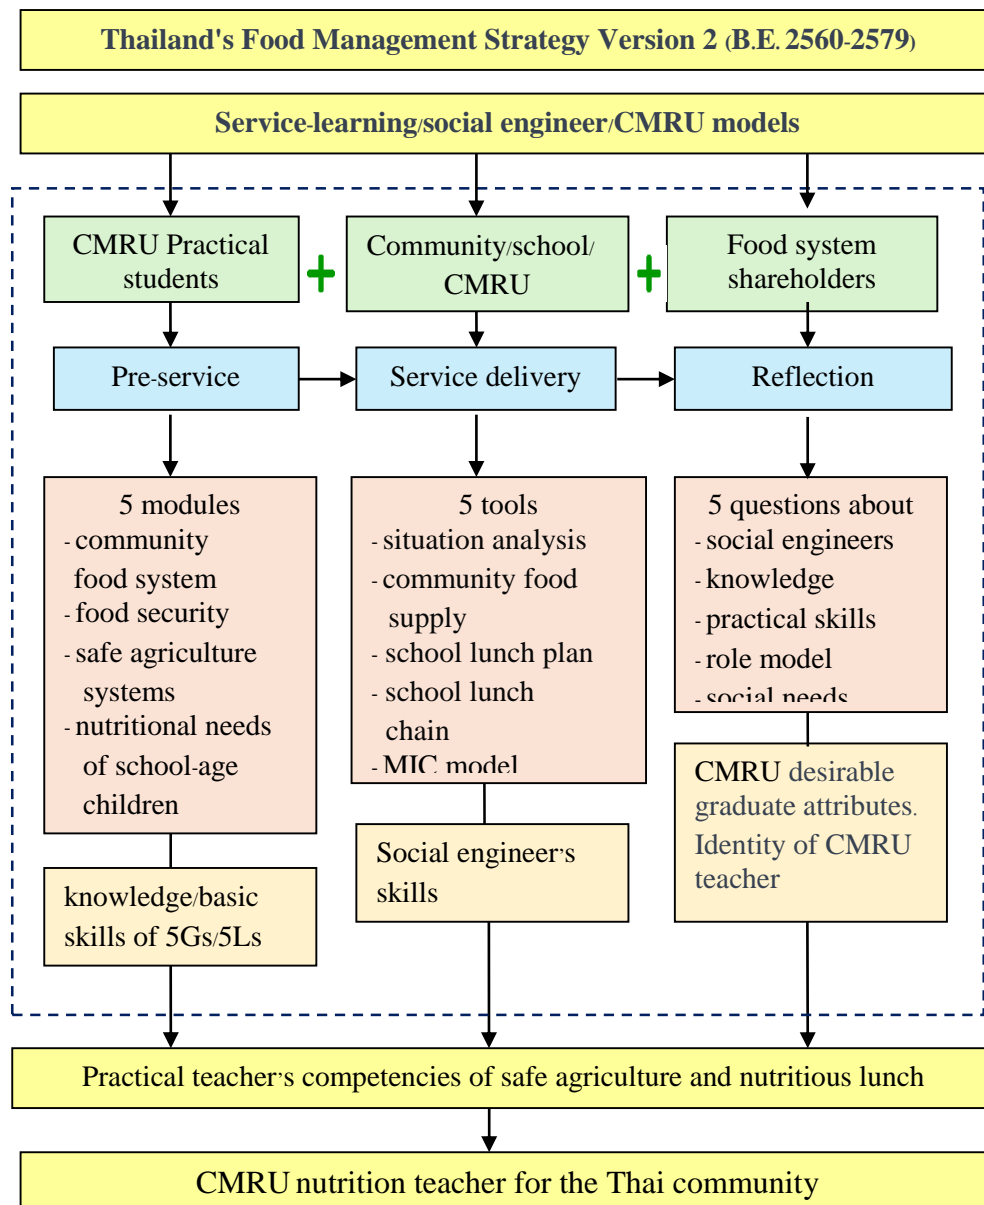 Thailand's Food Management Strategy Version 2 (B.E. 2560-2579)
Service-learning/social engineer/CMRU models
CMRU Practical
students
+
Community/school/
CMRU
+
Food system
shareholders
Pre-service
Service delivery
Reflection
5 modules
- community
food system
- food security
- safe agriculture
systems
- nutritional needs
of school-age
children
5 tools
- situation analysis
- community food
supply
- school lunch plan
- school lunch
chain
- MIC model
5 questions about
- social engineers
- knowledge
- practical skills
- role model
- social needs
knowledge/basic
skills of 5Gs/5Ls
Social engineer's
skills
CMRU desirable
graduate attributes.
Identity of CMRU
teacher
Practical teacher's competencies of safe agriculture and nutritious lunch
CMRU nutrition teacher for the Thai community